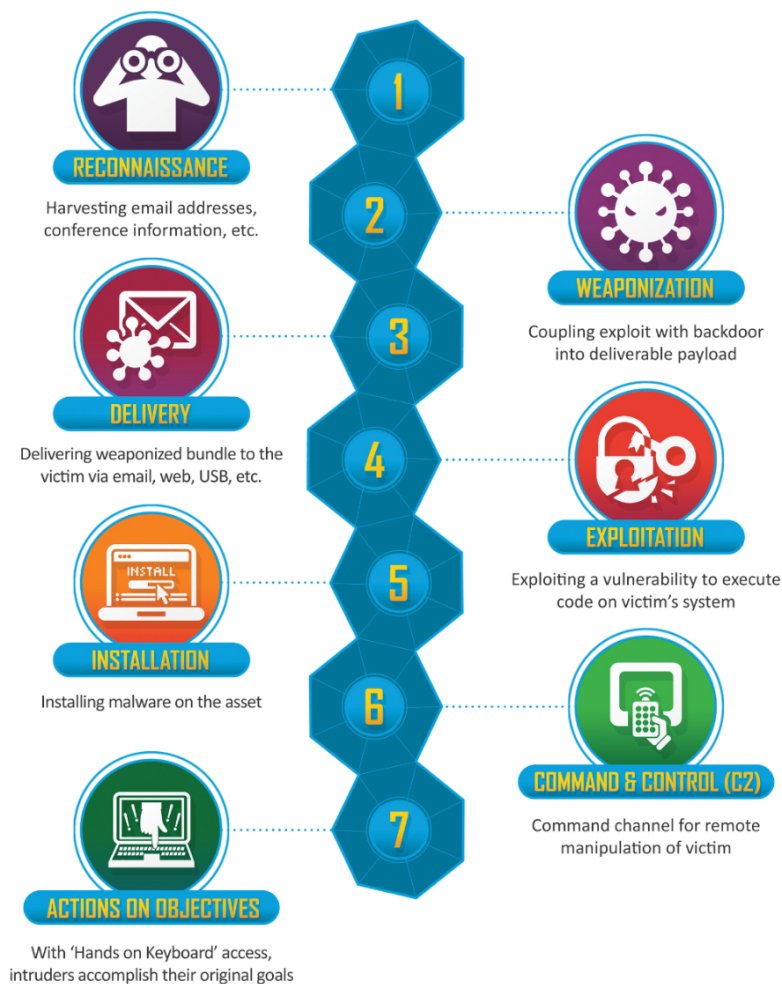 1
RECONNAISSANCE
Harvesting email addresses,
conference information, etc.
2
WEAPONIZATION
Coupling exploit with backdoor
into deliverable payload
3
DELIVERY
Delivering weaponized bundle to the
victim via email, web, USB, etc.
4
EXPLOITATION
Exploiting a vulnerability to execute
code on victim’s system
5
INSTALL
INSTALLATION
Installing malware on the asset
6
COMMAND & CONTROL (C2)
Command channel for remote
manipulation of victim
7
! ! ! !
ACTIONS ON OBJECTIVES
With ‘Hands on Keyboard’ access,
intruders accomplish their original goals